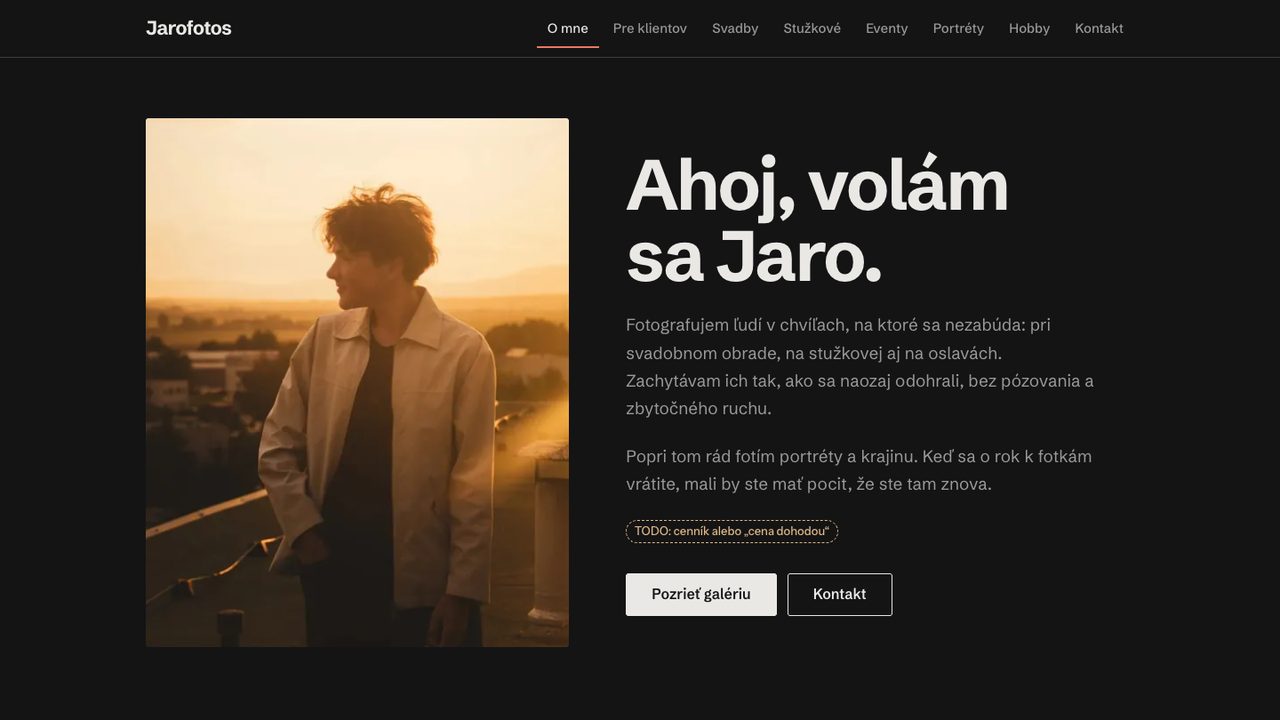 Jarofotos
O mne
Pre klientov
Svadby
Stužkové
Eventy
Portréty
Hobby
Kontakt
Ahoj, volám
sa Jaro.
Fotografujem ľudí v chvíľach, na ktoré sa nezabúda: pri
svadobnom obrade, na stužkovej aj na oslavách.
Zachytávam ich tak, ako sa naozaj odohrali, bez pózovania a
zbytočného ruchu.
Popri tom rád fotím portréty a krajinu. Keď sa o rok k fotkám
vrátite, mali by ste mať pocit, že ste tam znova.
TODO: cenník alebo „cena dohodou“
Pozrieť galériu
Kontakt